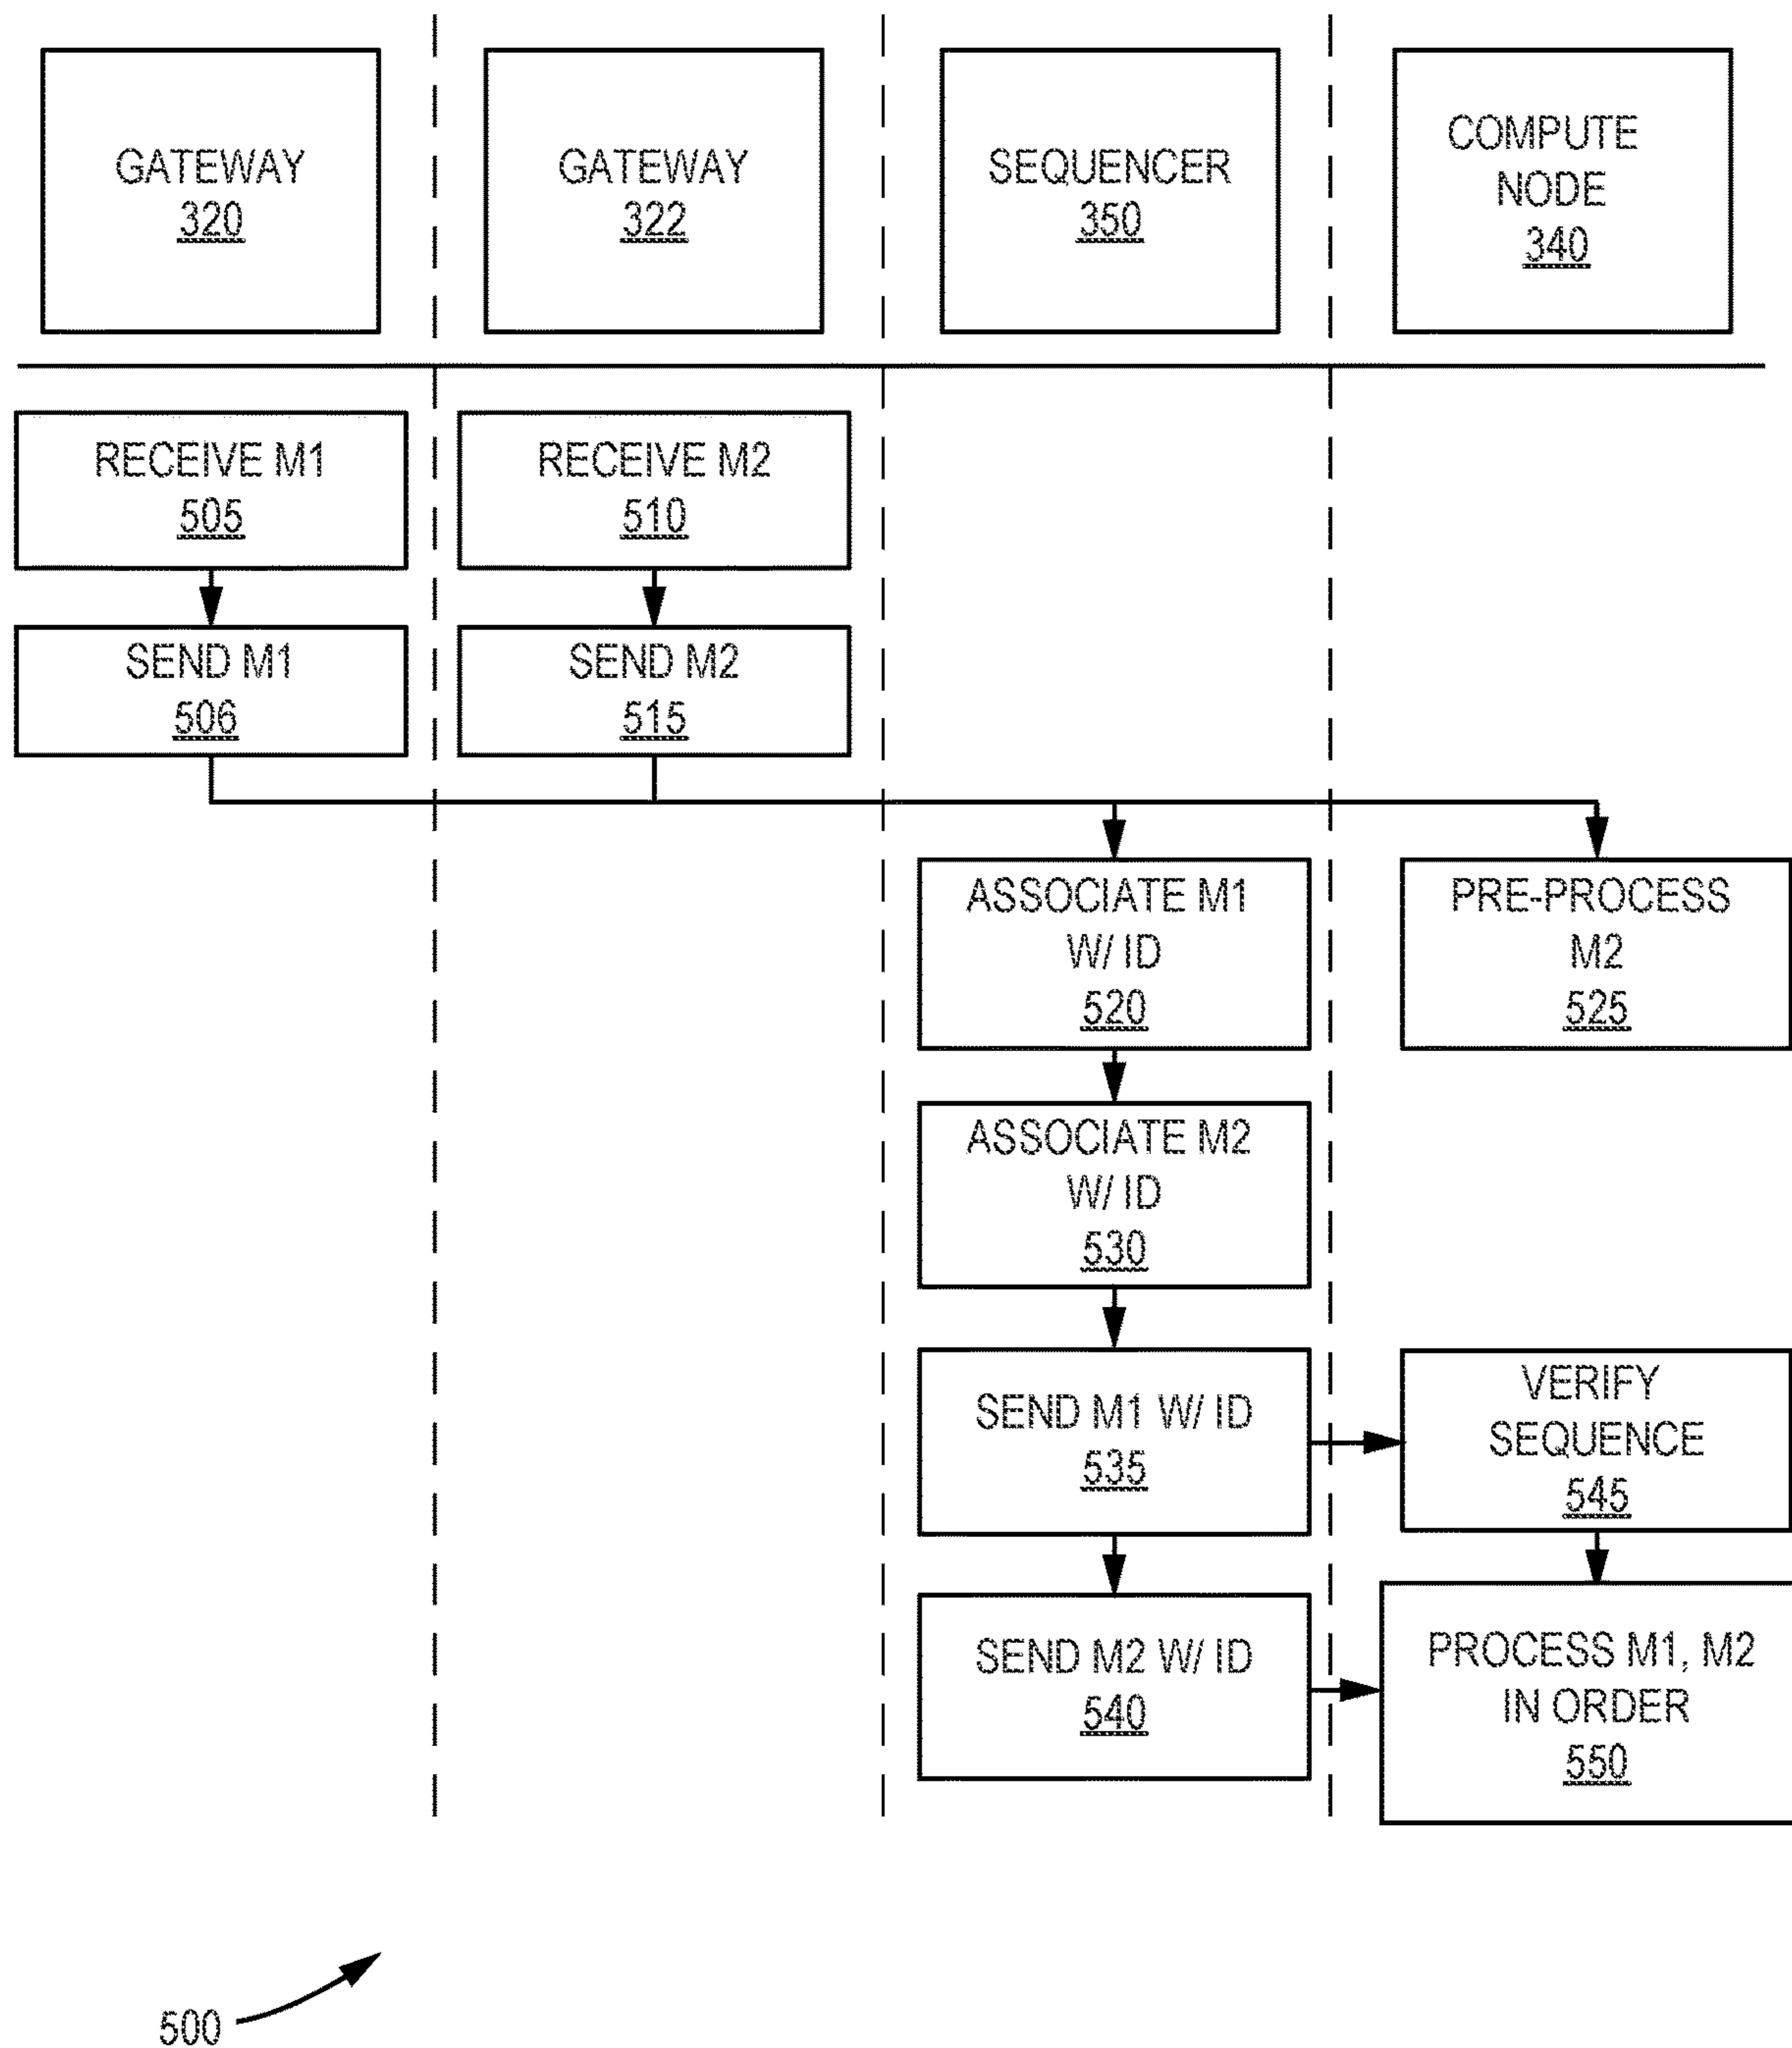 GATEWAY
320
GATEWAY
322
SEQUENCER
350
COMPUTE
NODE
340
RECEIVE M1
505
RECEIVE M2
510
SEND M1
506
SEND M2
515
ASSOCIATE M1
W/ ID
520
PRE-PROCESS
M2
525
ASSOCIATE M2
W/ ID
530
SEND M1 W/ ID
535
VERIFY
SEQUENCE
545
SEND M2 W/ ID
540
PROCESS M1, M2
IN ORDER
550
500